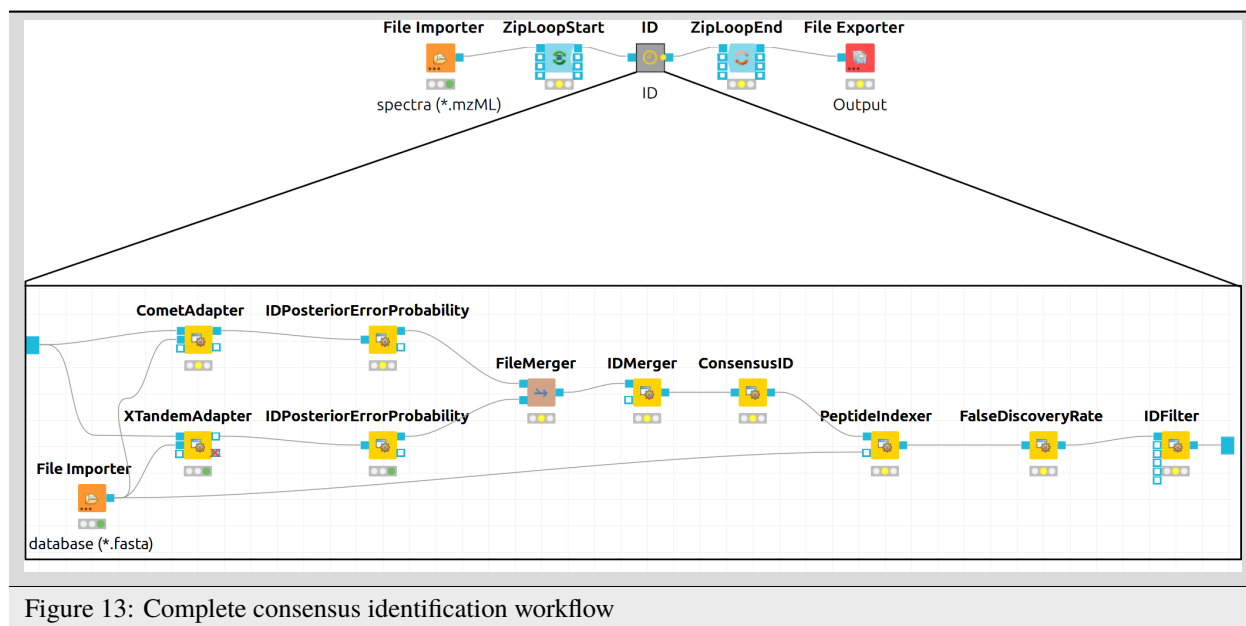 File Importer ZipLoopStart ID ZipLoopEnd File Exporter
ID
spectra (*.mzML) Output
CometAdapter IDPosteriorErrorProbability
FileMerger IDMerger ConsensusID
XTandemAdapter IDPosteriorErrorProbability PeptideIndexer FalseDiscoveryRate IDFilter
File Importer
database (*.fasta)
Figure 13: Complete consensus identification workflow